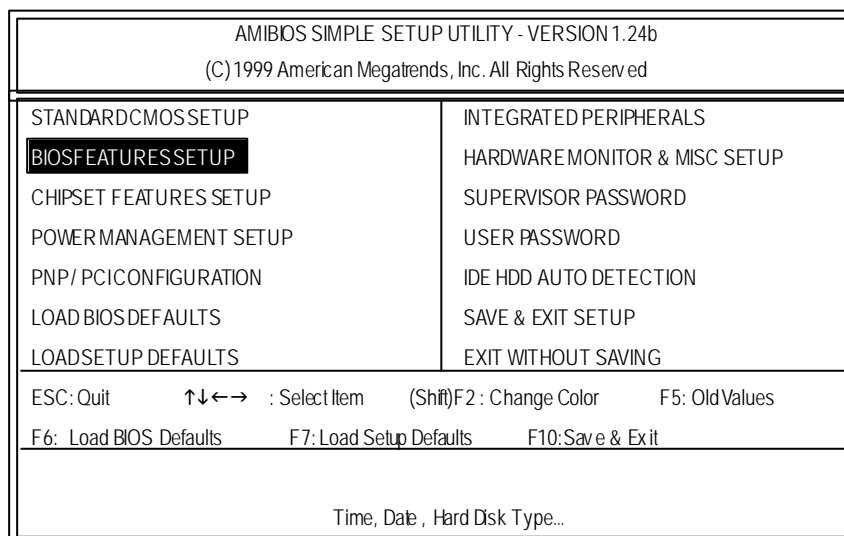 AMIBIOS SIMPLE SETUP UTILITY - VERSION 1.24b
(C) 1999 American Megatrends, Inc. All Rights Reserved
STANDARD CMOS SETUP
BIOS FEATURES SETUP
CHIPSET FEATURES SETUP
POWER MANAGEMENT SETUP
PNP / PCI CONFIGURATION
LOAD BIOS DEFAULTS
LOAD SETUP DEFAULTS
INTEGRATED PERIPHERALS
HARDWARE MONITOR & MISC SETUP
SUPERVISOR PASSWORD
USER PASSWORD
IDE HDD AUTO DETECTION
SAVE & EXIT SETUP
EXIT WITHOUT SAVING
ESC: Quit ↑↓←→ : Select Item (Shift)F2 : Change Color F5: Old Values
F6: Load BIOS Defaults F7: Load Setup Defaults F10: Save & Exit
Time, Date , Hard Disk Type...